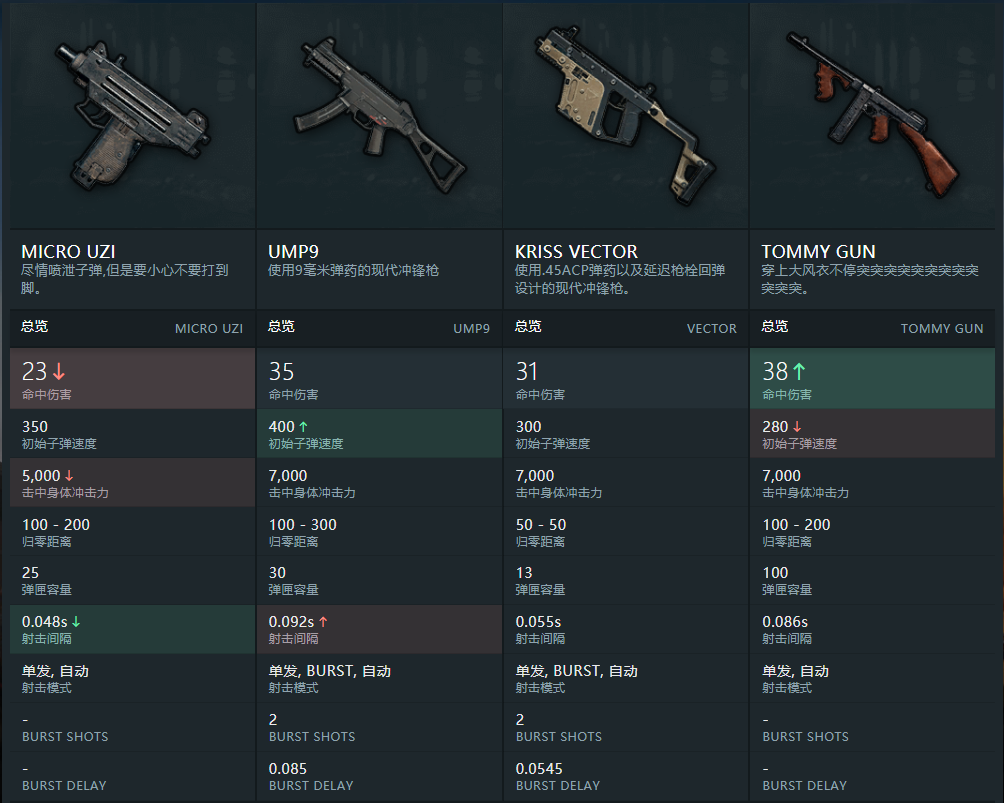 MICRO UZI
尽情喷泄子弹,但是要小心不要打到
脚。
UMP9
使用9毫米弹药的现代冲锋枪
KRISS VECTOR
使用.45ACP弹药以及延迟枪栓回弹
设计的现代冲锋枪。
TOMMY GUN
穿上大风衣不停突突突突突突突突突
突突突。
总览 MICRO UZI
总览 UMP9
总览 VECTOR
总览 TOMMY GUN
23↓ 35 31 38↑
命中伤害 命中伤害 命中伤害 命中伤害
350 400↑ 300 280↓
初始子弹速度 初始子弹速度 初始子弹速度 初始子弹速度
5,000↓ 7,000 7,000 7,000
击中身体冲击力 击中身体冲击力 击中身体冲击力 击中身体冲击力
100 - 200 100 - 300 50 - 50 100 - 200
归零距离 归零距离 归零距离 归零距离
25 30 13 100
弹匣容量 弹匣容量 弹匣容量 弹匣容量
0.048s↓ 0.092s↑ 0.055s 0.086s
射击间隔 射击间隔 射击间隔 射击间隔
单发, 自动 单发, BURST, 自动 单发, BURST, 自动 单发, 自动
射击模式 射击模式 射击模式 射击模式
- 2 2 -
BURST SHOTS BURST SHOTS BURST SHOTS BURST SHOTS
- 0.085 0.0545 -
BURST DELAY BURST DELAY BURST DELAY BURST DELAY